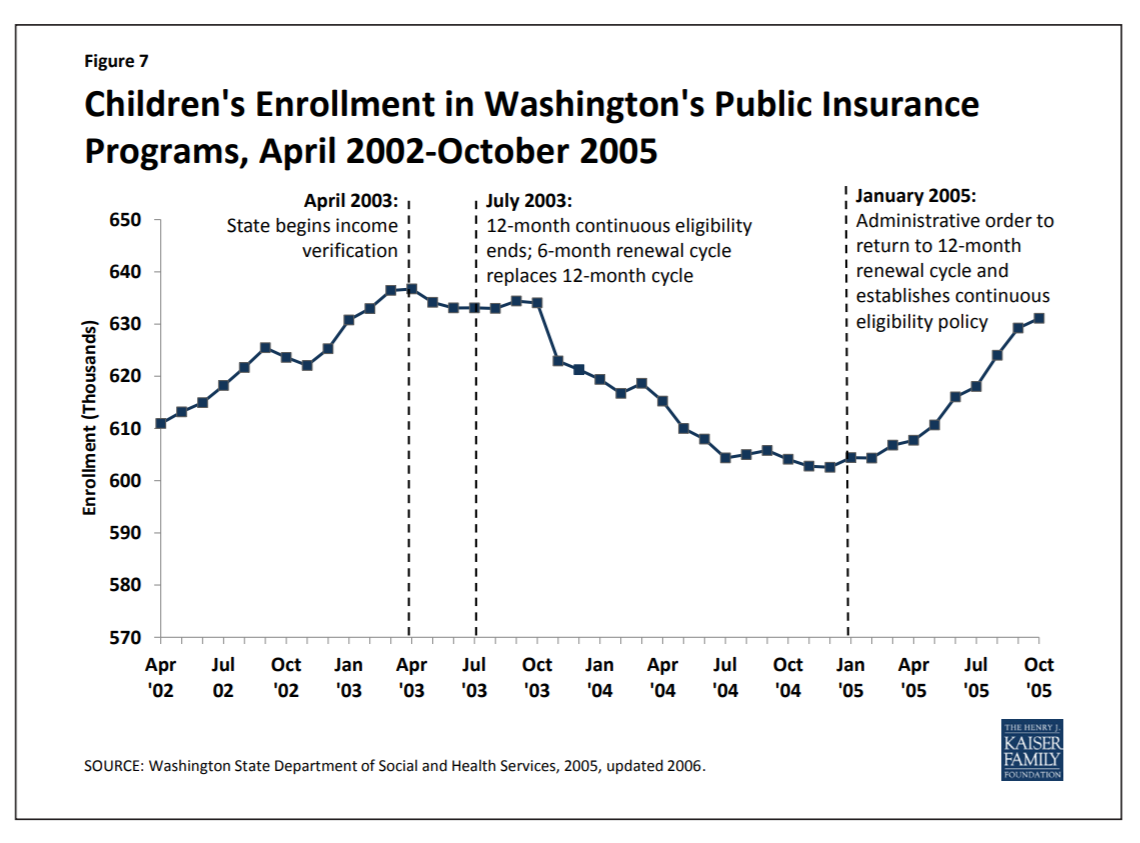 Figure 7
Children's Enrollment in Washington's Public Insurance
Programs, April 2002-October 2005
April 2003:
State begins income
verification
July 2003:
12-month continuous eligibility
ends; 6-month renewal cycle
replaces 12-month cycle
January 2005:
Administrative order to
return to 12-month
renewal cycle and
establishes continuous
eligibility policy
Enrollment (Thousands)
650
640
630
620
610
600
590
580
570
Apr Jul Oct Jan Apr Jul Oct Jan Apr Jul Oct Jan Apr Jul Oct
'02 02 '02 '03 '03 '03 '03 '04 '04 '04 '04 '05 '05 '05 '05
SOURCE: Washington State Department of Social and Health Services, 2005, updated 2006.
THE HENRY J.
KAISER
FAMILY
FOUNDATION